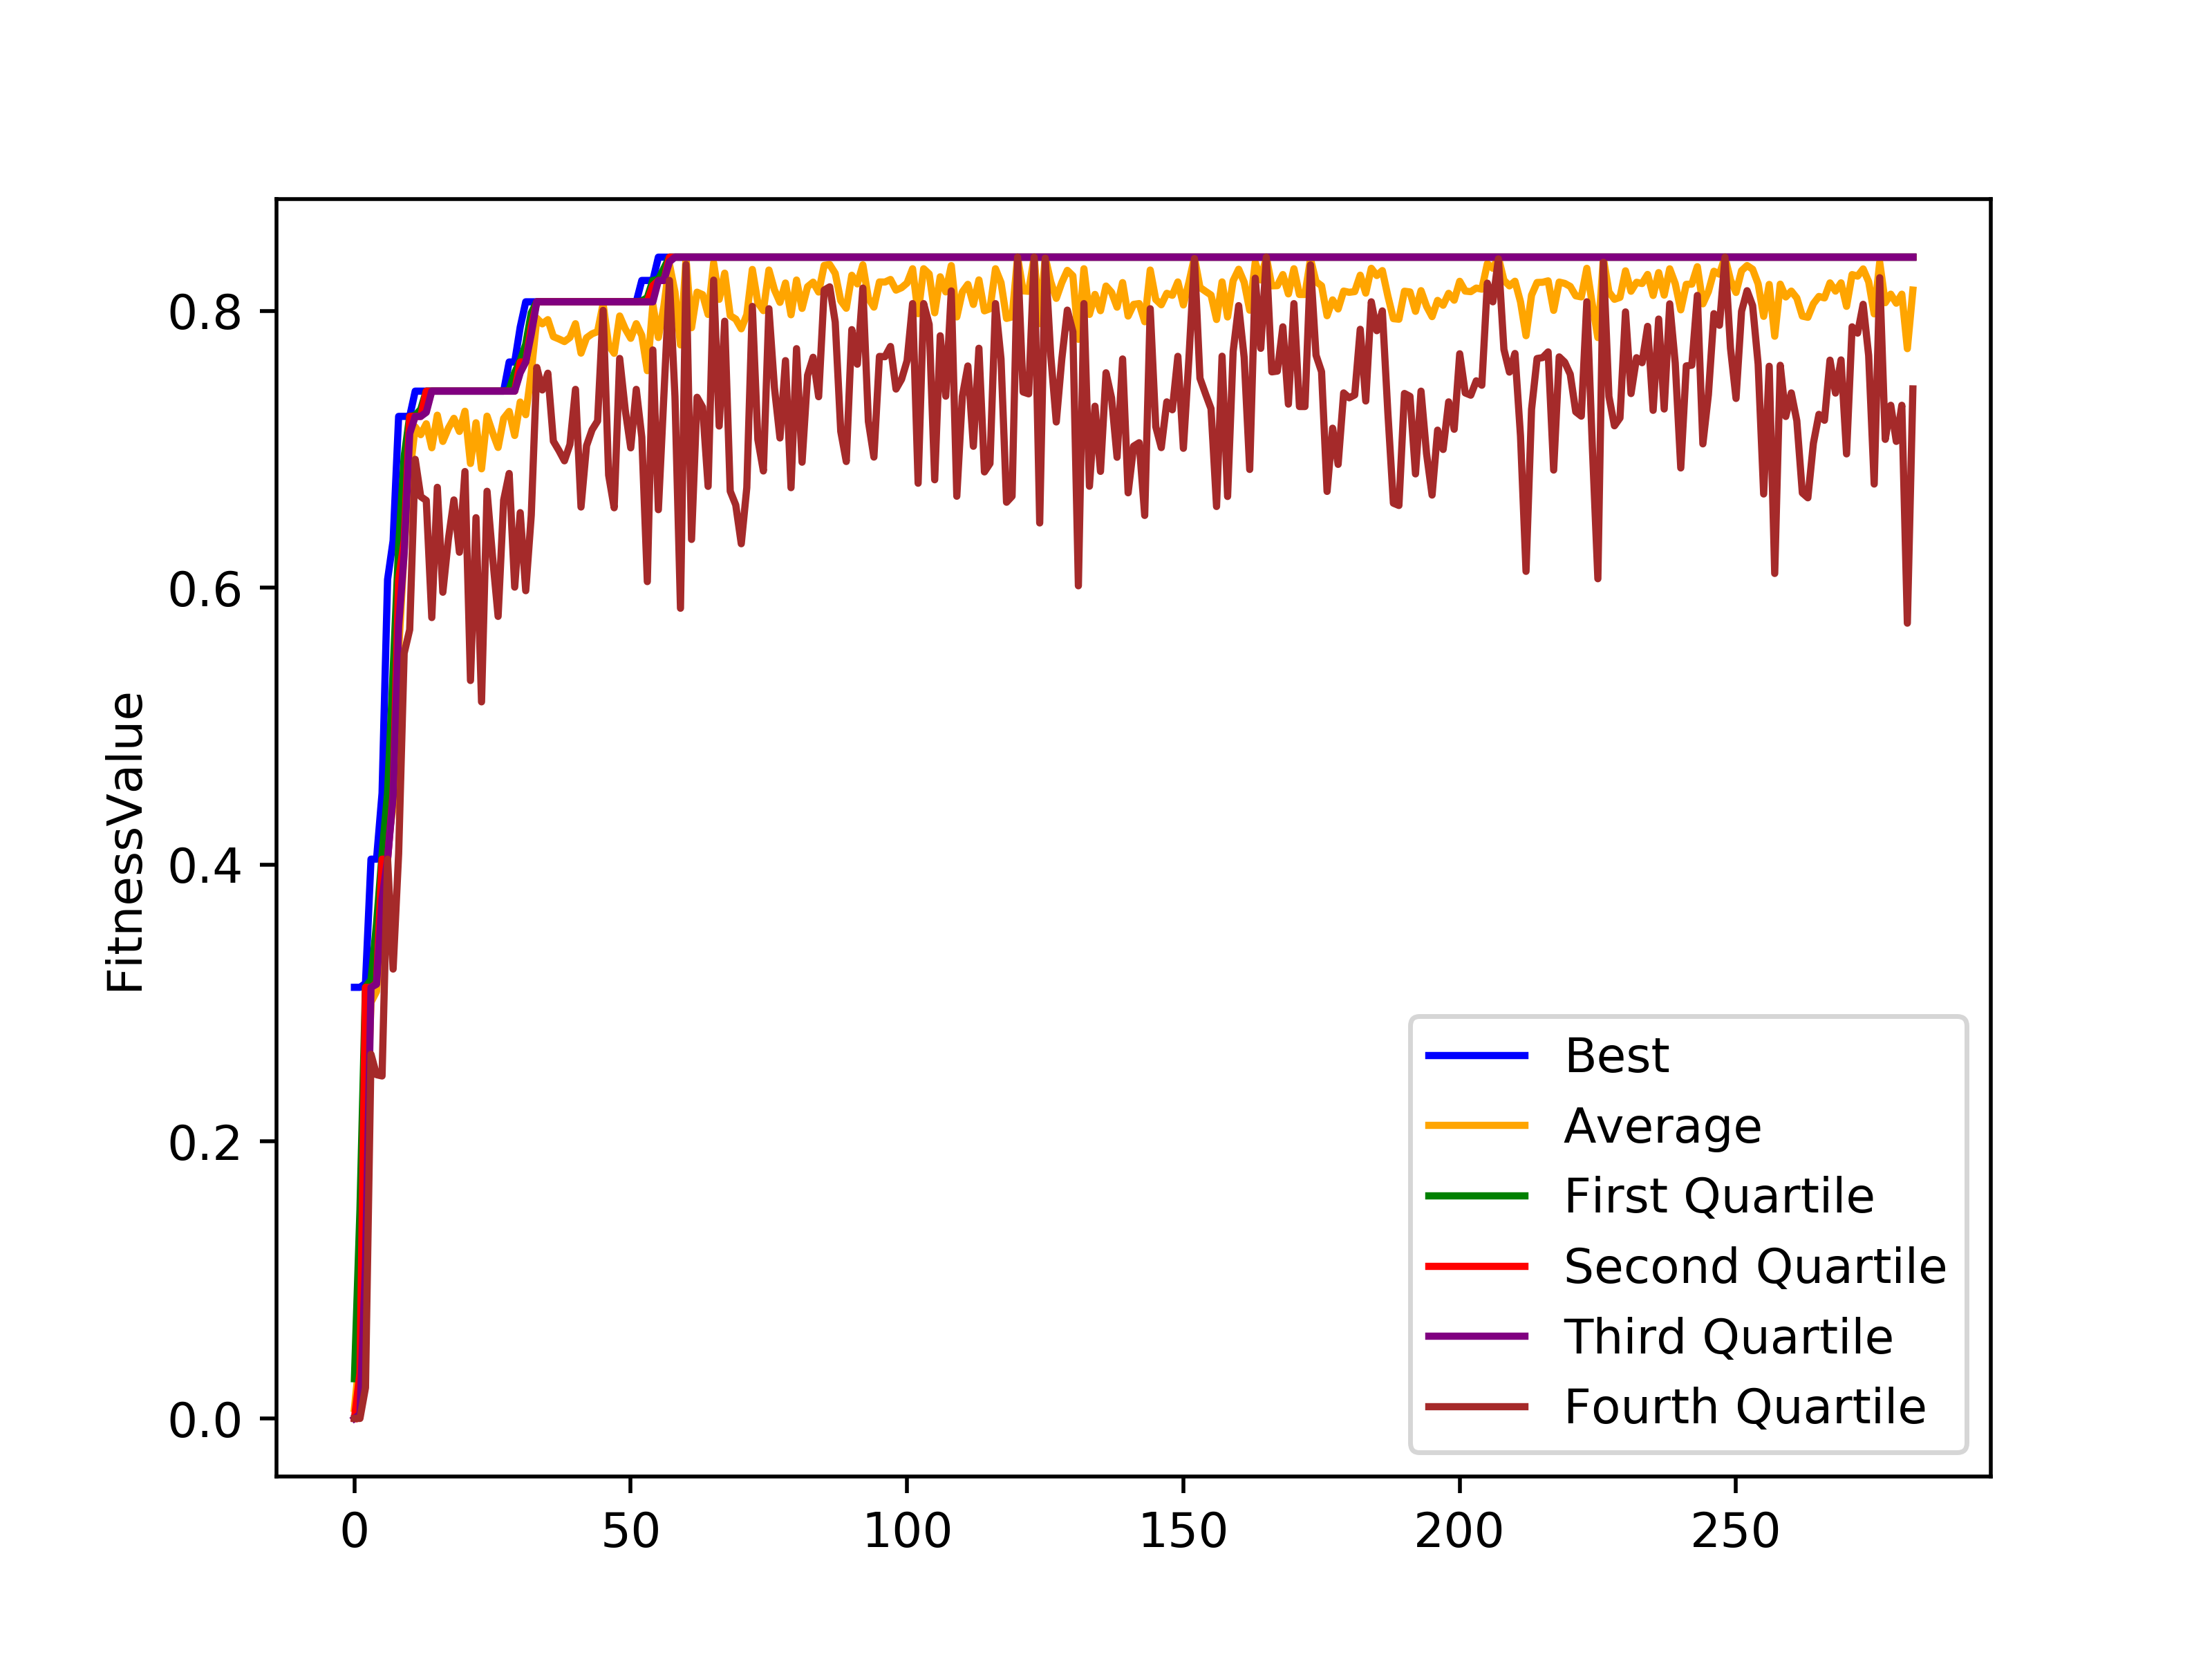 FitnessValue
0.8
0.6
0.4
0.2
0.0
0 50 100 150 200 250
Best
Average
First Quartile
Second Quartile
Third Quartile
Fourth Quartile